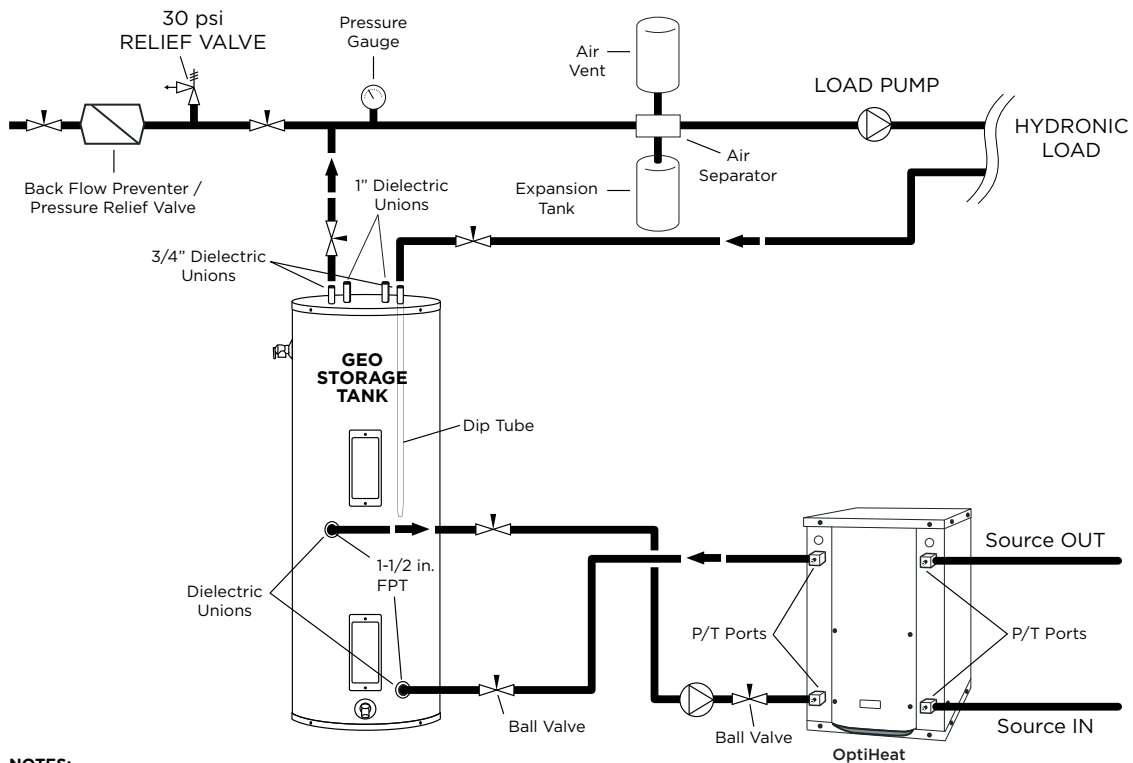 30 psi
RELIEF VALVE
Pressure
Gauge
Air
Vent
LOAD PUMP
HYDRONIC
LOAD
Back Flow Preventer /
Pressure Relief Valve
1” Dielectric
Unions
Expansion
Tank
Air
Separator
3/4” Dielectric
Unions
GEO
STORAGE
TANK
Dip Tube
Source OUT
1-1/2 in.
FPT
Dielectric
Unions
P/T Ports
P/T Ports
Ball Valve
Ball Valve
Source IN
OptiHeat
NOTES: